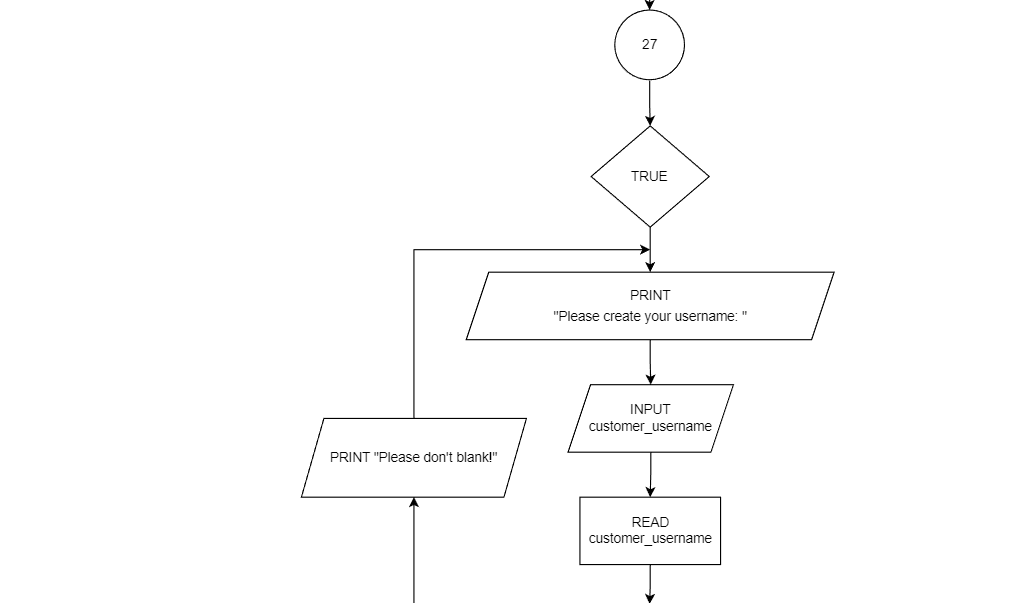 27
TRUE
PRINT
"Please create your username: "
INPUT
customer_username
PRINT "Please don't blank!"
READ
customer_username